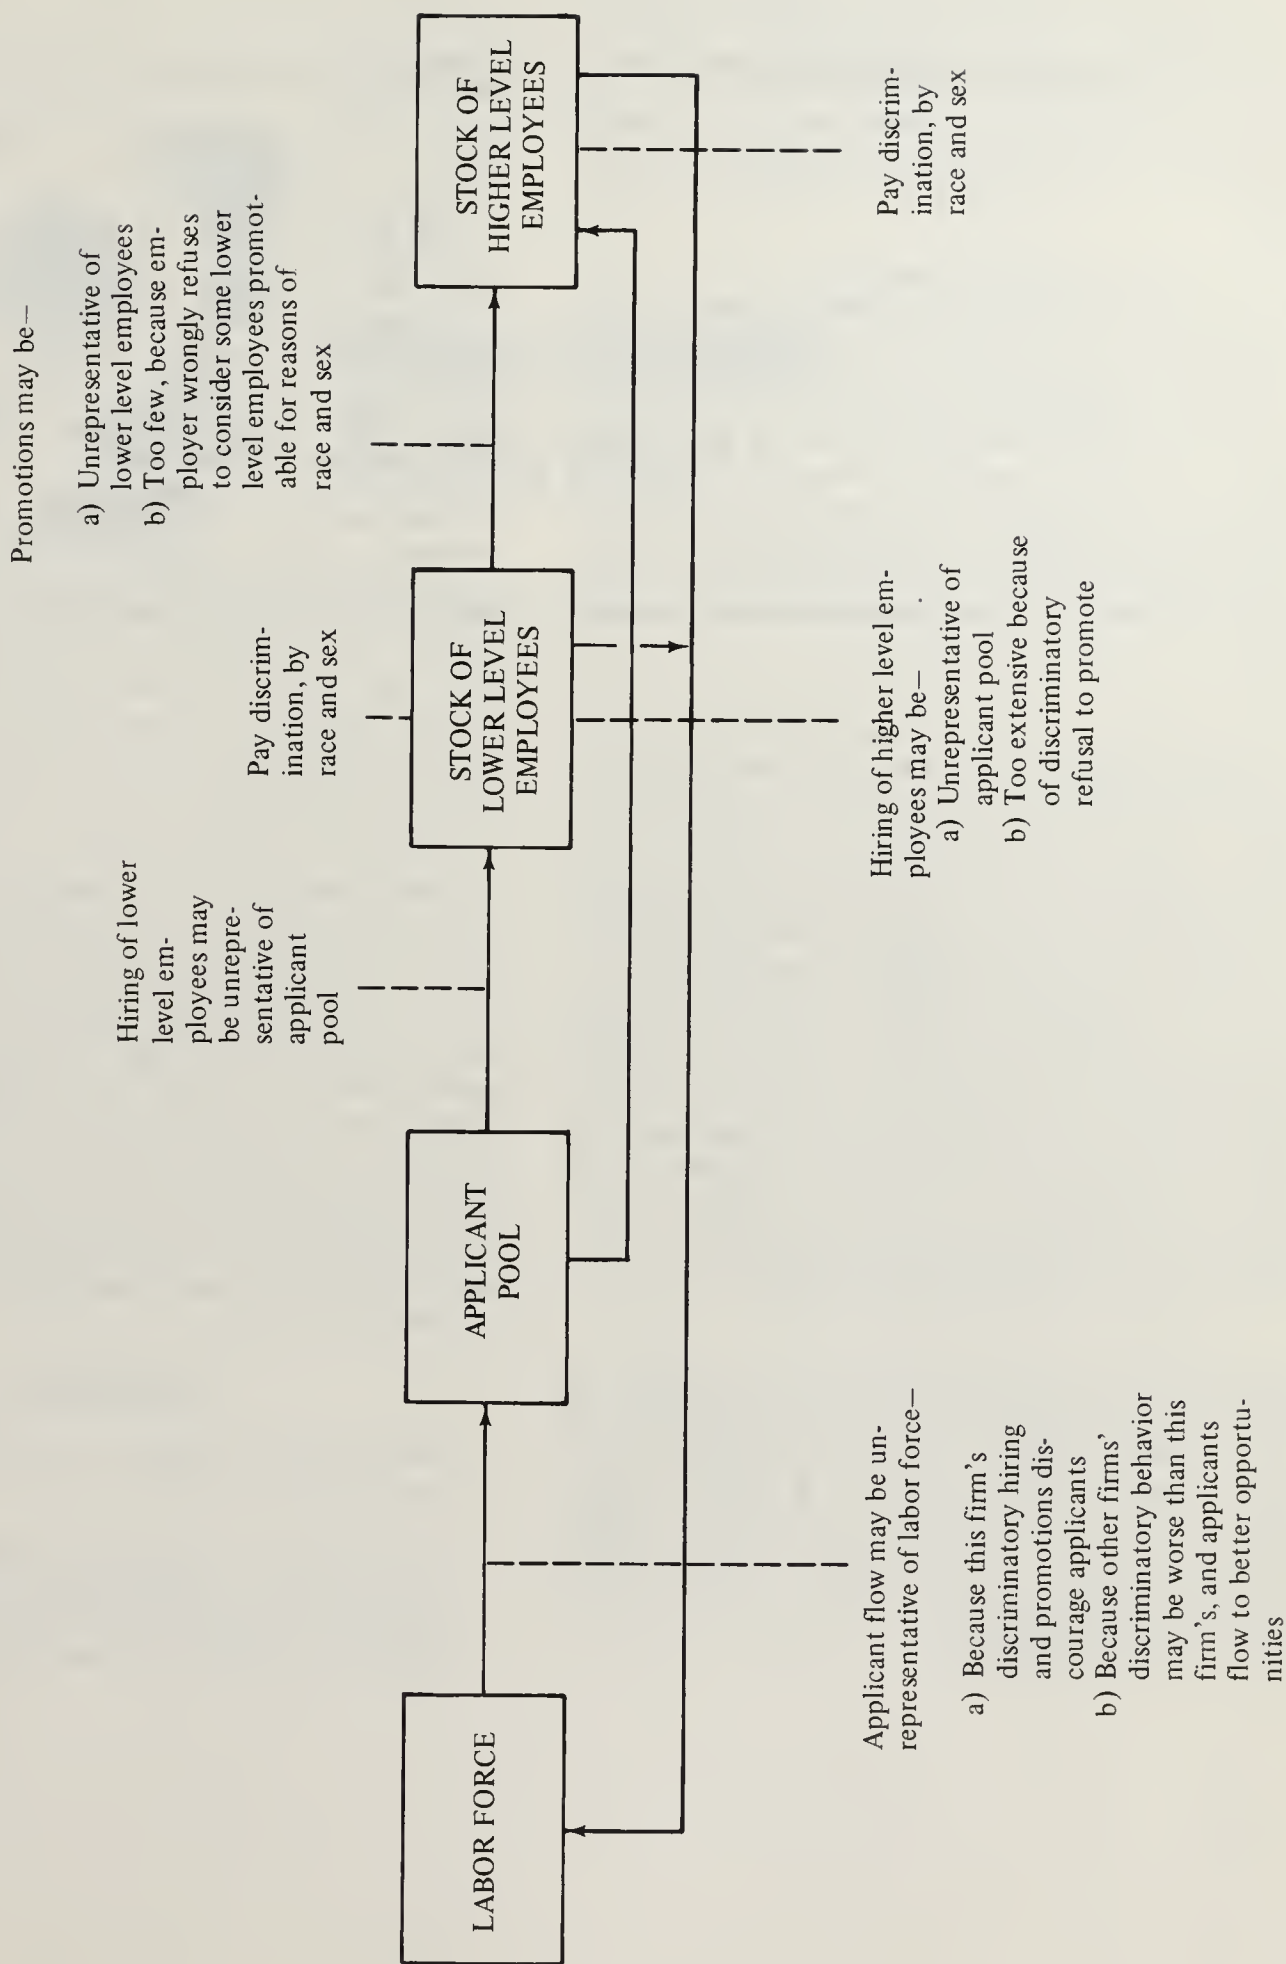 Promotions may be—
a) Unrepresentative of
lower level employees
b) Too few, because em-
ployer wrongly refuses
to consider some lower
level employees promot-
able for reasons of
race and sex
Hiring of lower
level em-
ployees may
be unrepre-
sentative of
applicant
pool
Pay discrim-
ination, by
race and sex
LABOR FORCE
APPLICANT
POOL
STOCK OF
LOWER LEVEL
EMPLOYEES
STOCK OF
HIGHER LEVEL
EMPLOYEES
Applicant flow may be un-
representative of labor force—
a) Because this firm's
discriminatory hiring
and promotions dis-
courage applicants
b) Because other firms'
discriminatory behavior
may be worse than this
firm's, and applicants
flow to better opportu-
nities
Hiring of higher level em-
ployees may be—
a) Unrepresentative of
applicant pool
b) Too extensive because
of discriminatory
refusal to promote
Pay discrim-
ination, by
race and sex